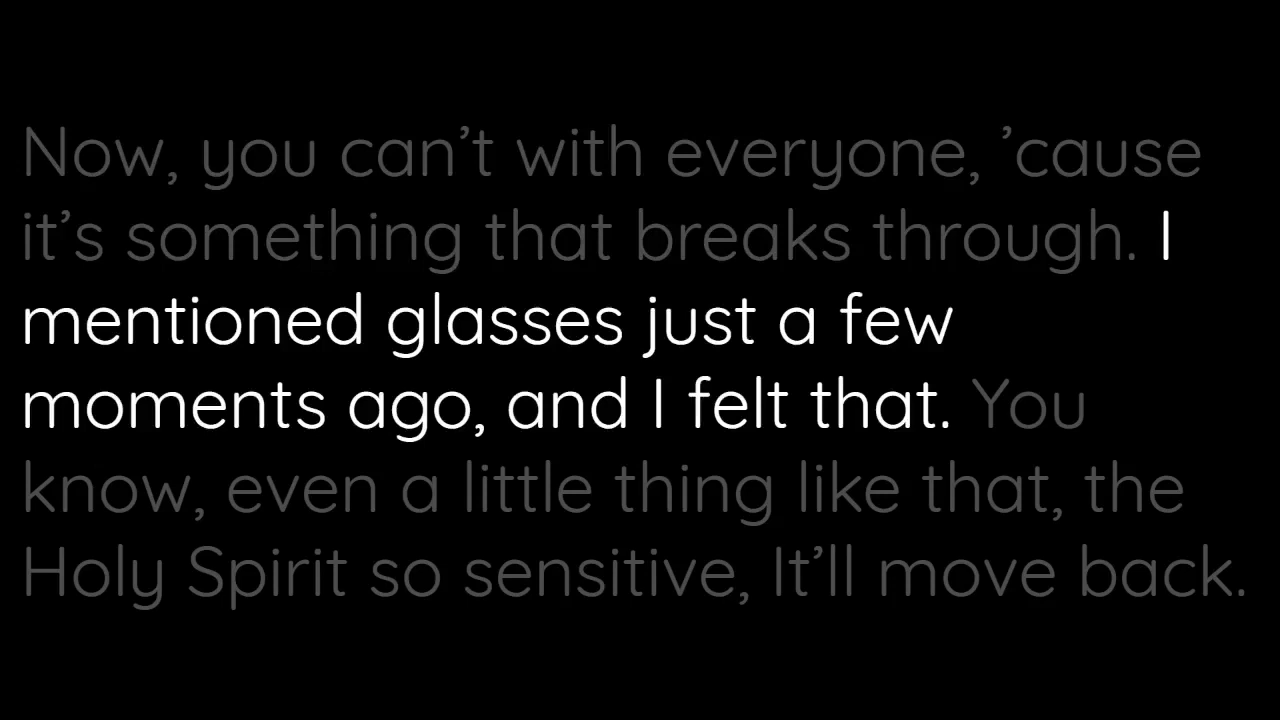 Now, you can’t with everyone, ’cause
it’s something that breaks through. I
mentioned glasses just a few
moments ago, and I felt that. You
know, even a little thing like that, the
Holy Spirit so sensitive, It’ll move back.